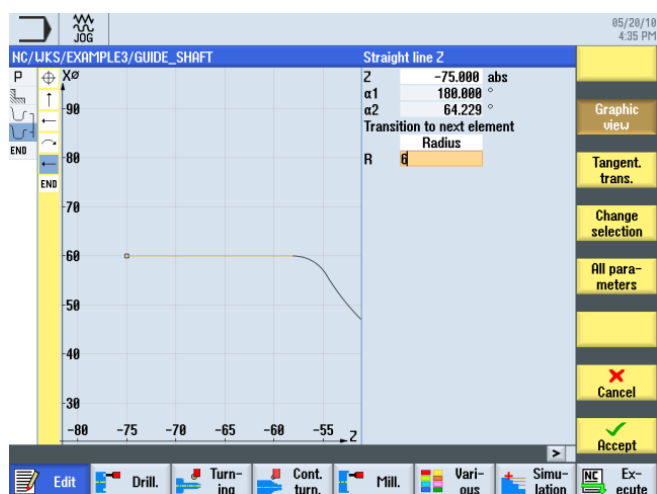 05/20/10
4:35 PM
JOG
NC/WKS/EXAMPLE3/GUIDE_SHAFT
Straight line Z
P
END
END
XØ
-90
-80
-70
-60
-50
-40
-30
-80 -75 -70 -65 -60 -55 Z
Z -75.000 abs
α1 180.000 °
α2 64.229 °
Transition to next element
Radius
R 6
Graphic
view
Tangent.
trans.
Change
selection
All para-
meters
Cancel
Accept
>
Edit
Drill.
Turn-
ing
Cont.
turn.
Mill.
Vari-
ous
Simu-
lation
NC
Ex-
ecute